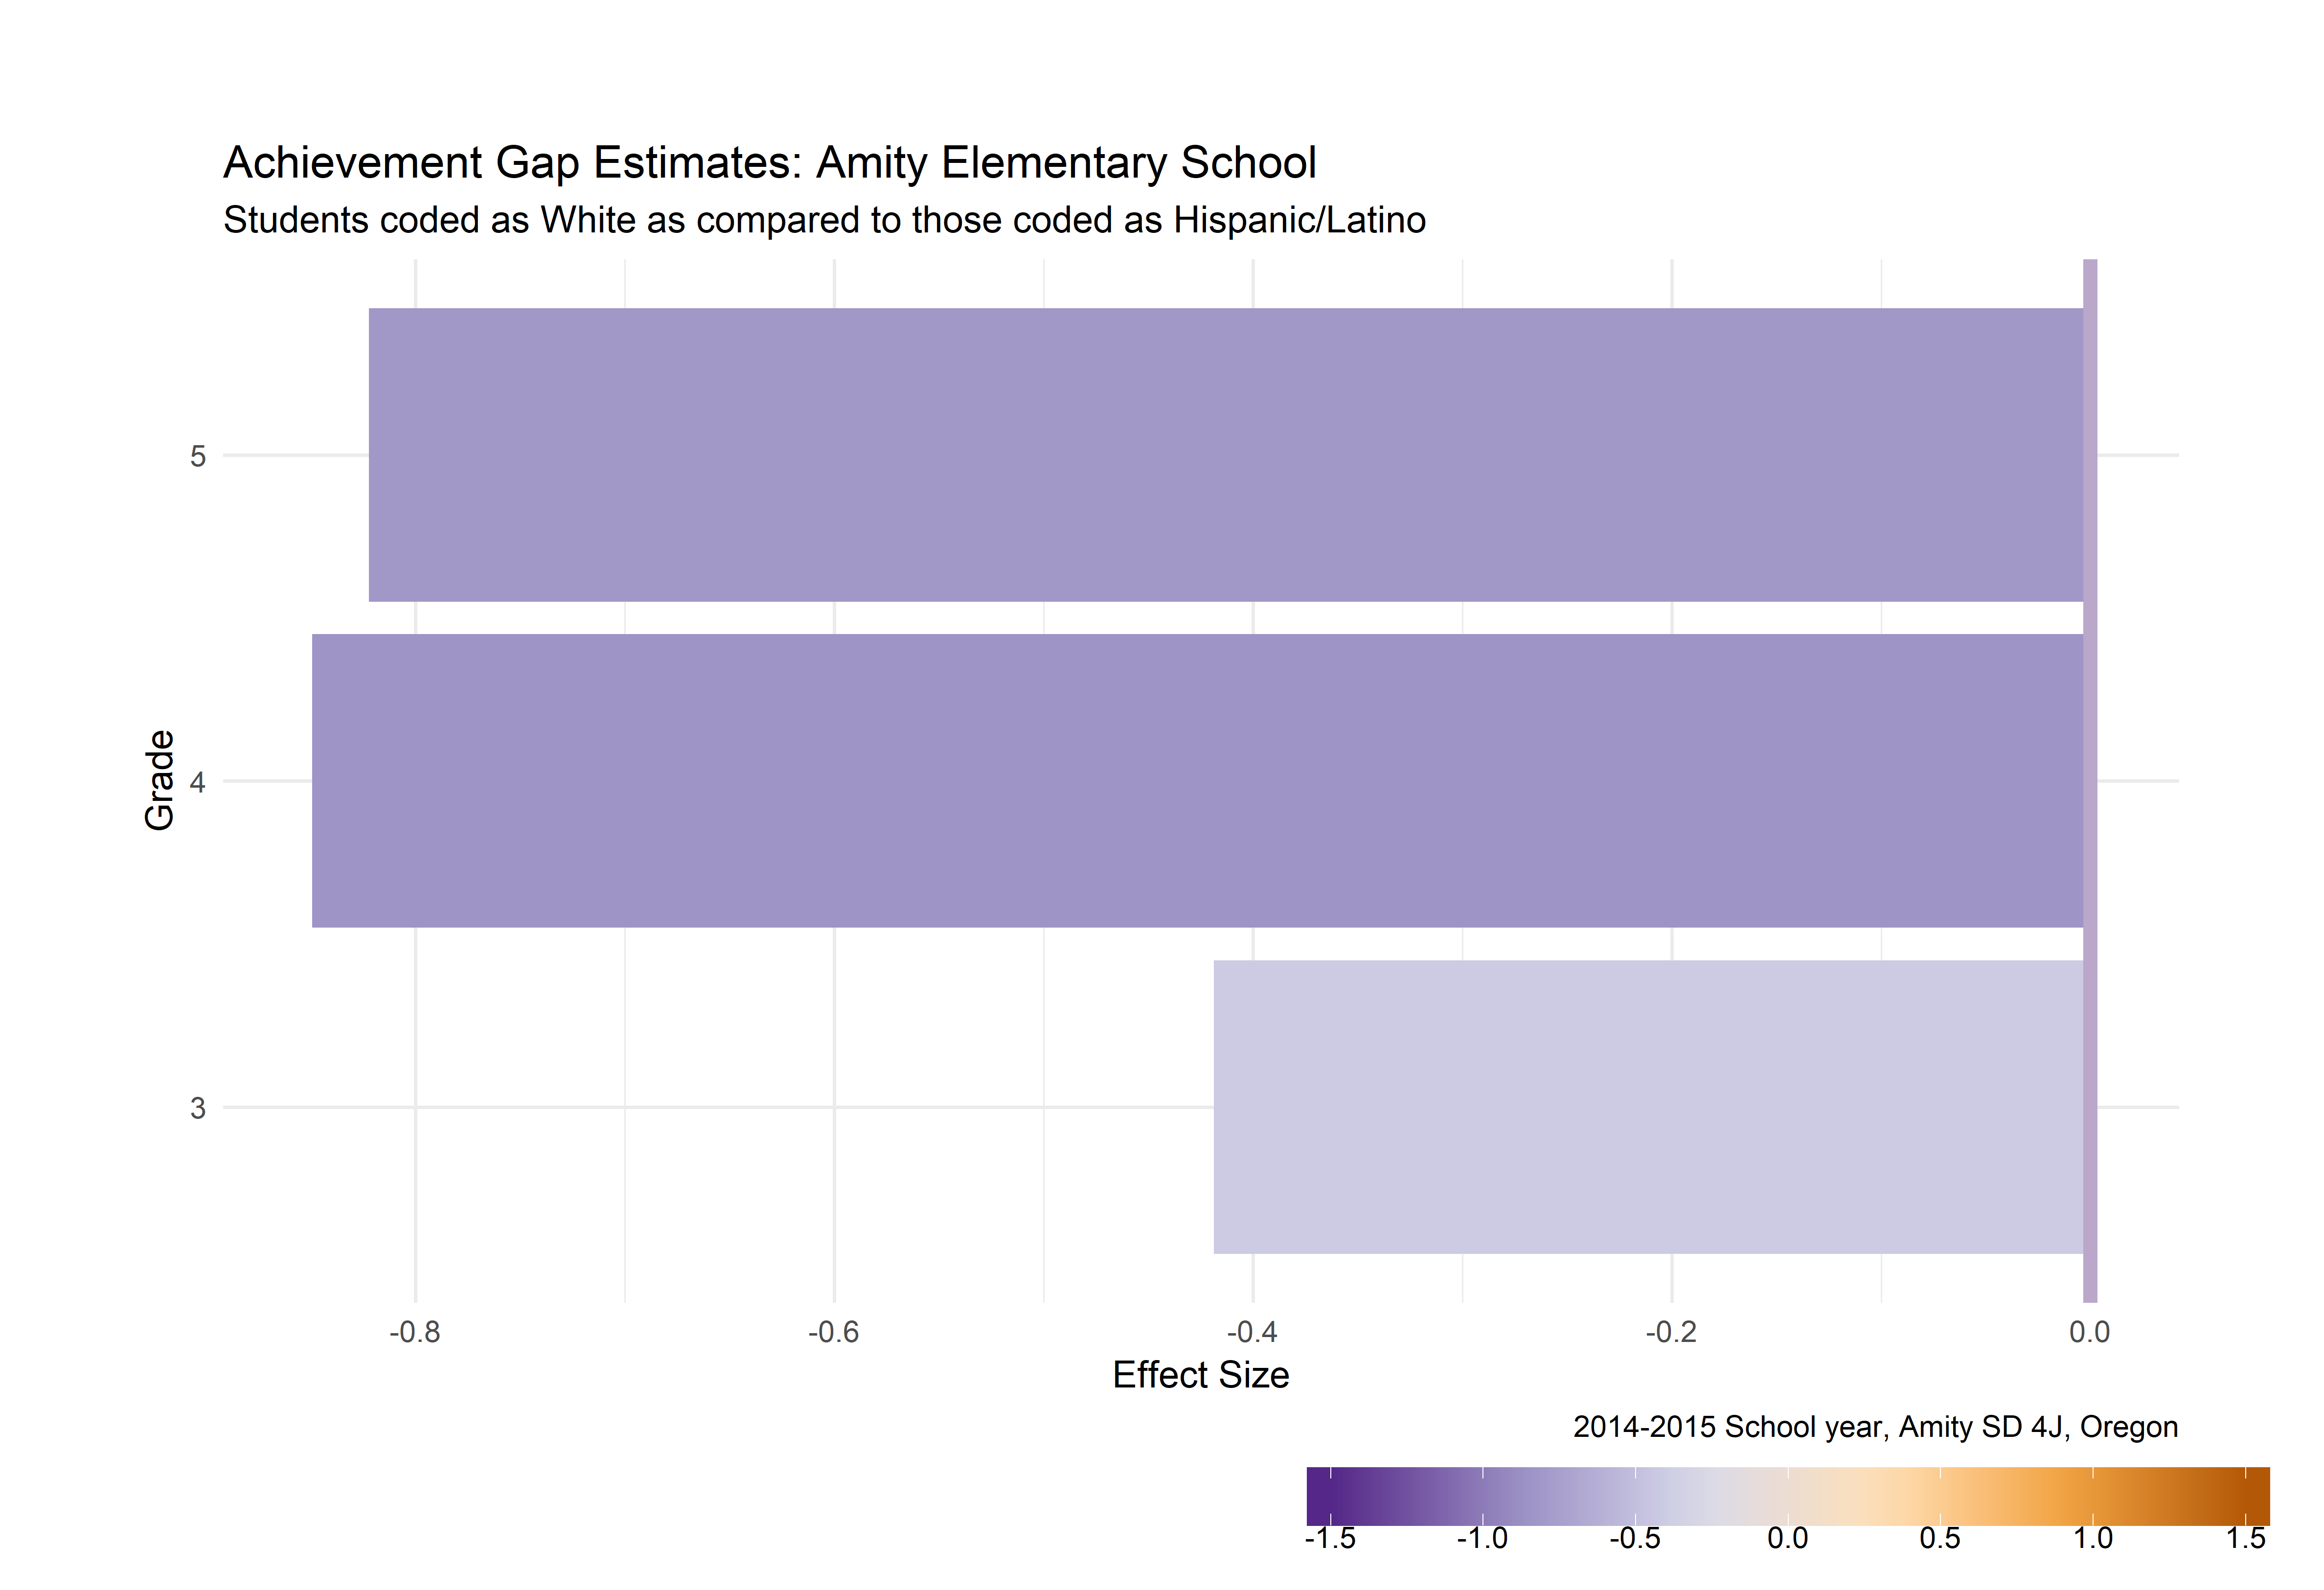 Achievement Gap Estimates: Amity Elementary School
Students coded as White as compared to those coded as Hispanic/Latino
5
4
3
Grade
-0.8 -0.6 -0.4 -0.2 0.0
Effect Size
2014-2015 School year, Amity SD 4J, Oregon
-1.5 -1.0 -0.5 0.0 0.5 1.0 1.5